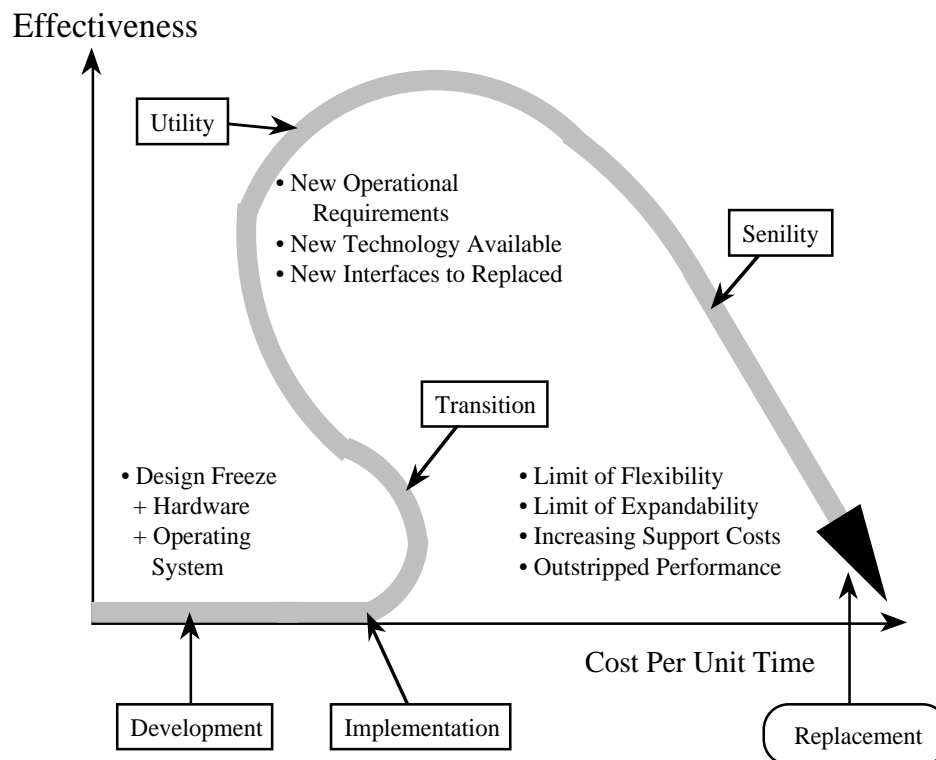 Effectiveness
Utility
• New Operational
Requirements
• New Technology Available
• New Interfaces to Replaced
Senility
Transition
• Design Freeze
+ Hardware
+ Operating
System
• Limit of Flexibility
• Limit of Expandability
• Increasing Support Costs
• Outstripped Performance
Cost Per Unit Time
Development
Implementation
Replacement